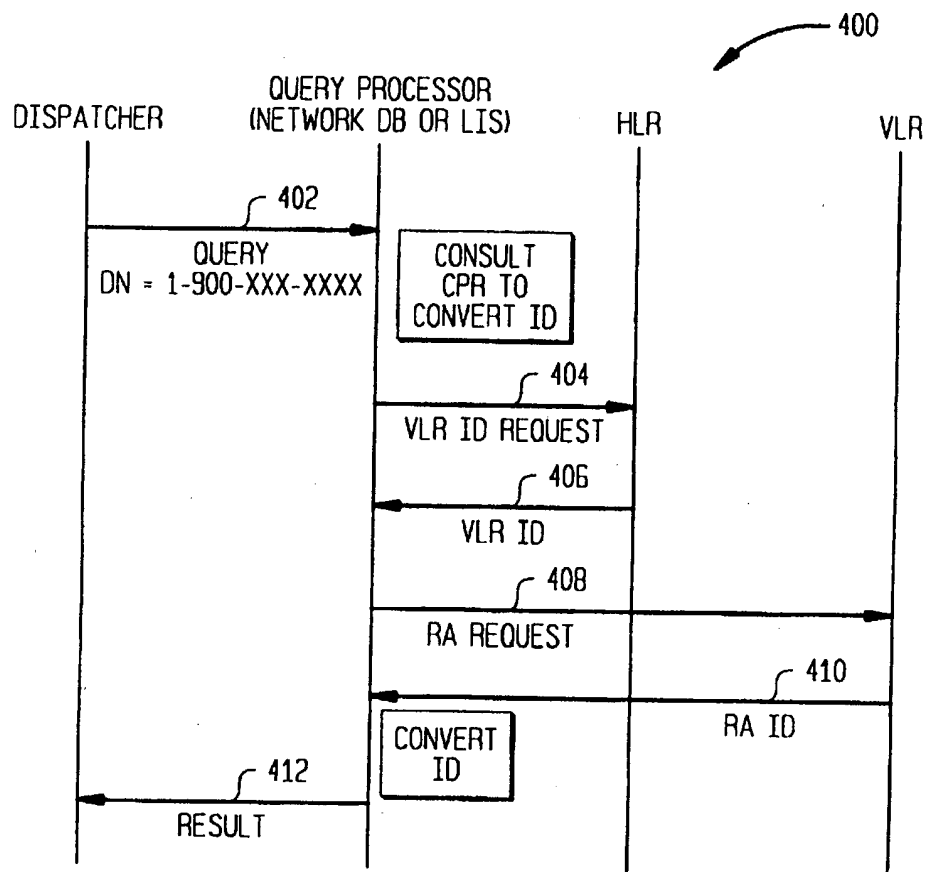 400
DISPATCHER
QUERY PROCESSOR
(NETWORK DB OR LIS)
HLR
VLR
402
QUERY
DN = 1-900-XXX-XXXX
CONSULT
CPR TO
CONVERT ID
404
VLR ID REQUEST
406
VLR ID
408
RA REQUEST
410
RA ID
CONVERT
ID
412
RESULT